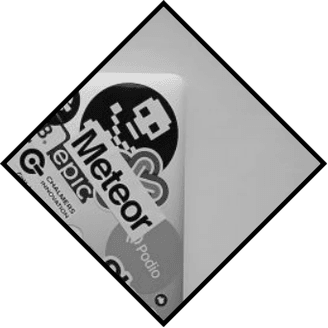 B.
epic
Meteor
CHALMERS
INNOVATION
Podio